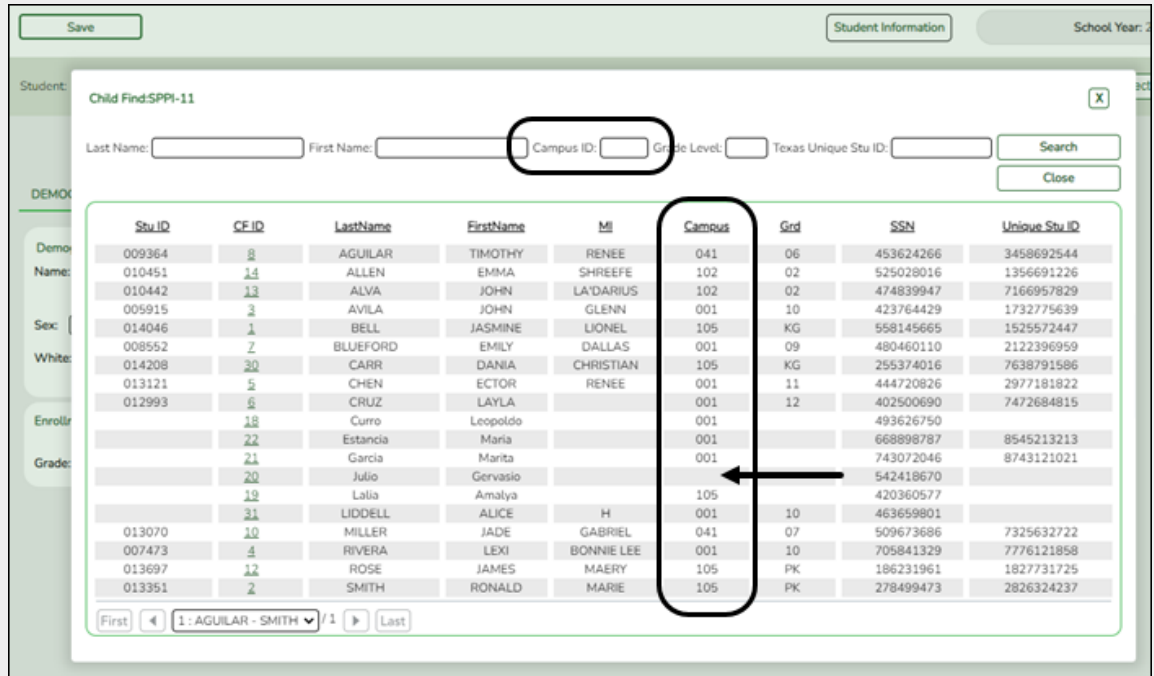 Save Student Information School Year: 2
Student:
Child Find:SPPI-11 X
Last Name: First Name: Campus ID: Grade Level: Texas Unique Stu ID: Search
Close
Stu ID CF ID LastName FirstName MI Campus Grd SSN Unique Stu ID
009364 8 AGUILAR TIMOTHY RENEE 041 06 453624266 3458692544
010451 14 ALLEN EMMA SHREEFE 102 02 525028016 1356691226
010442 13 ALVA JOHN LA'DARIUS 102 02 474839947 7166957829
005915 3 AVILA JOHN GLENN 001 10 423764429 1732775639
014046 1 BELL JASMINE LIONEL 105 KG 558145665 1525572447
008552 7 BLUEFORD EMILY DALLAS 001 09 480460110 2122396959
014208 30 CARR DANIA CHRISTIAN 105 KG 255374016 7638791586
013121 5 CHEN ECTOR RENEE 001 11 444720826 2977181822
012993 6 CRUZ LAYLA 001 12 402500690 7472684815
18 Curro Leopoldo 001 493626750
22 Estancia Maria 001 668898787 8545213213
21 Garcia Marita 001 743072046 8743121021
20 Julio Gervasio 542418670
19 Lalia Amalya 105 420360577
31 LIDDELL ALICE H 001 10 463659801
013070 10 MILLER JADE GABRIEL 041 07 509673686 7325632722
007473 4 RIVERA LEXI BONNIE LEE 001 10 705841329 7776121858
013697 12 ROSE JAMES MAERY 105 PK 186231961 1827731725
013351 2 SMITH RONALD MARIE 105 PK 278499473 2826324237
First 1 : AGUILAR - SMITH / 1 Last
Name:
Sex:
White:
Grade: